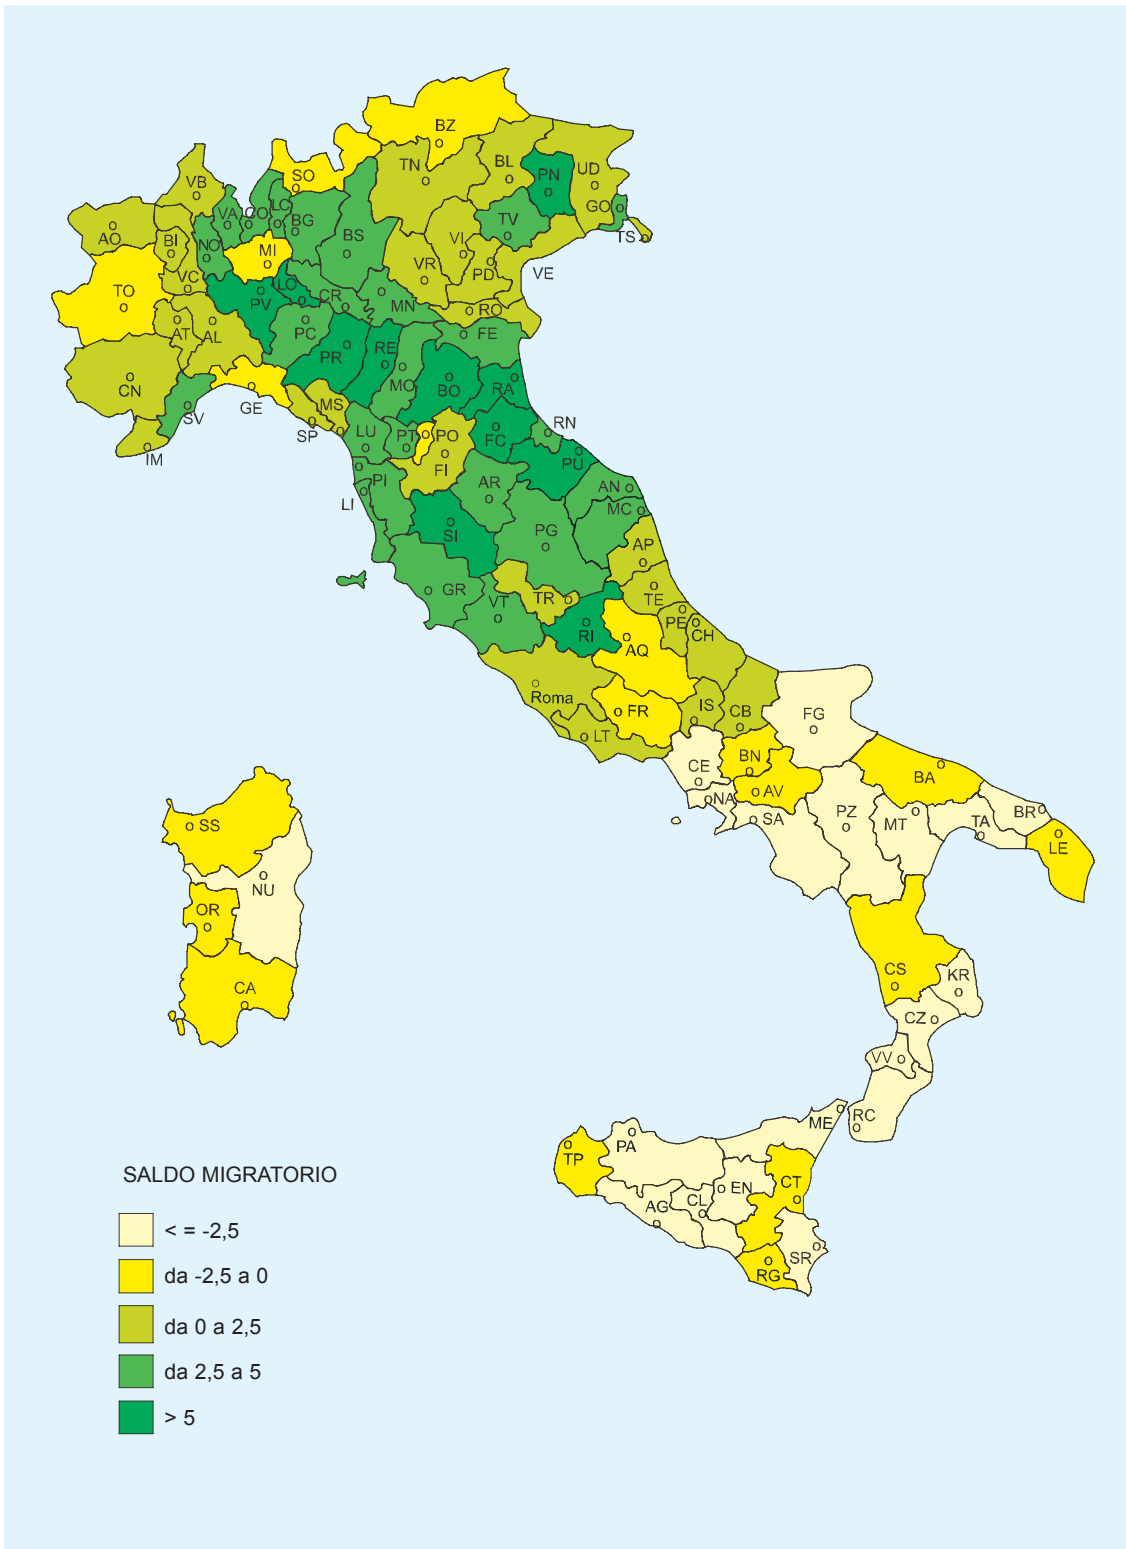 BZ
TN
BL
PN
UD
SO
VB
VA
CO
LC
BG
BS
TV
GO
TS
AO
BI
NO
MI
VI
VR
PD
VE
TO
VC
LO
PV
CR
MN
RO
AT
AL
PC
FE
PR
RE
MO
BO
RA
CN
SV
GE
MS
SP
IM
LU
PT
PO
FI
FC
RN
PU
PI
LI
AR
AN
MC
SI
PG
AP
GR
VT
TR
TE
PE
CH
RI
AQ
Roma
FR
LT
IS
CB
FG
CE
BN
AV
NA
SA
PZ
MT
BA
TA
BR
LE
SS
NU
OR
CA
CS
KR
CZ
VV
RC
ME
PA
TP
AG
CL
EN
CT
SR
RG
SALDO MIGRATORIO
< = -2,5
da -2,5 a 0
da 0 a 2,5
da 2,5 a 5
> 5